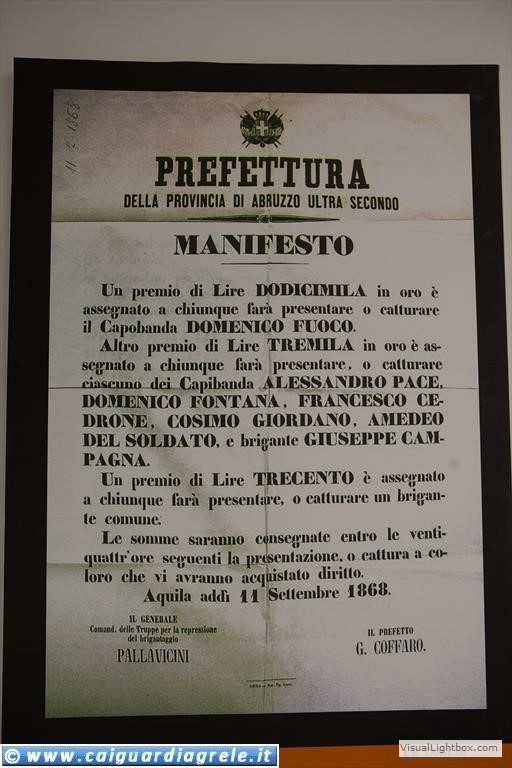 PREFETTURA
DELLA PROVINCIA DI ABRUZZO ULTRA SECONDO
MANIFESTO
Un premio di Lire DODICIMILA in oro è
assegnato a chiunque farà presentare o catturare
il Capobanda DOMENICO FUOCO.
Altro premio di Lire TREMILA in oro è as-
segnato a chiunque farà presentare, o catturare
ciascuno dei Capibanda ALESSANDRO PACE,
DOMENICO FONTANA, FRANCESCO CE-
DRONE, COSIMO GIORDANO, AMEDEO
DEL SOLDATO, e brigante GIUSEPPE CAM-
PAGNA.
Un premio di Lire TRECENTO è assegnato
a chiunque farà presentare, o catturare un brigan-
te comune.
Le somme saranno consegnate entro le venti-
quattr'ore seguenti la presentazione, o cattura a co-
loro che vi avranno acquistato diritto.
Aquila addì 11 Settembre 1868.
IL GENERALE
Comand. delle Truppe per la repressione
del brigantaggio
PALLAVICINI
IL PREFETTO
G. COFFARO.
© www.caiguardiagrele.it
VisualLightbox.com